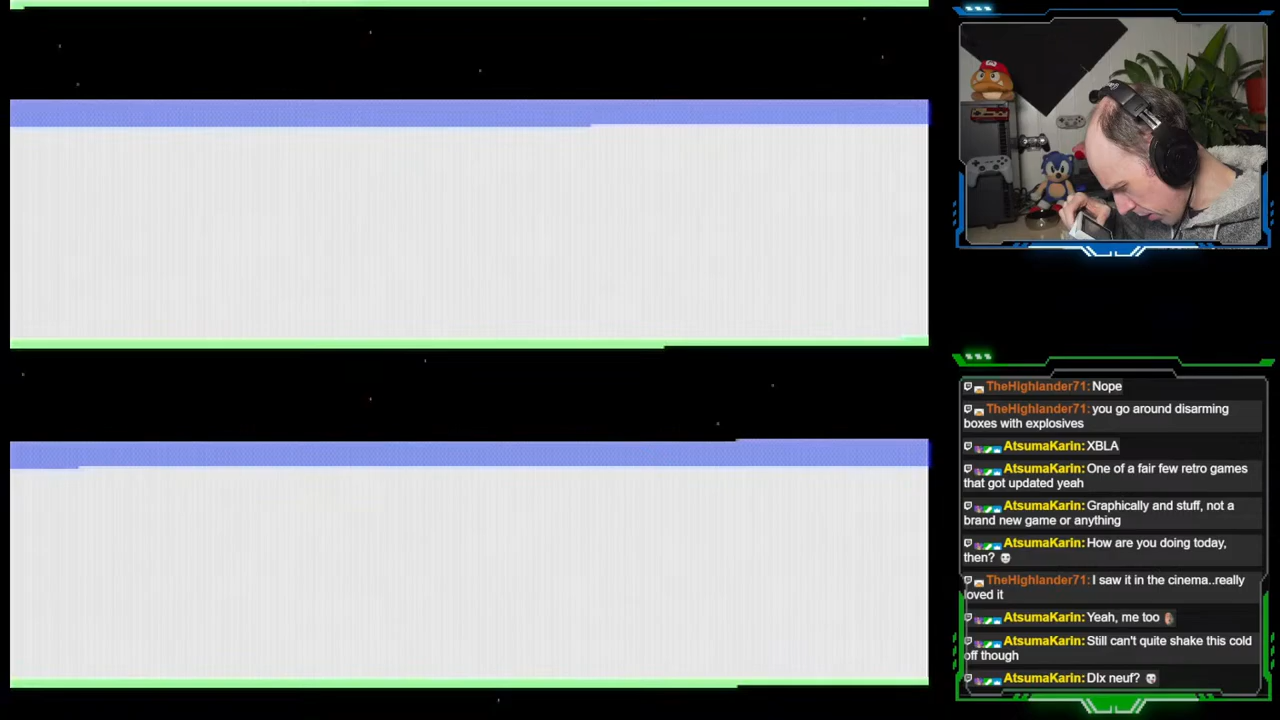 TheHighlander71: Nope
TheHighlander71: you go around disarming
boxes with explosives
AtsumaKarin: XBLA
AtsumaKarin: One of a fair few retro games
that got updated yeah
AtsumaKarin: Graphically and stuff, not a
brand new game or anything
AtsumaKarin: How are you doing today,
then?
TheHighlander71: I saw it in the cinema..really
loved it
AtsumaKarin: Yeah, me too
AtsumaKarin: Still can't quite shake this cold
off though
AtsumaKarin: DIx neuf?